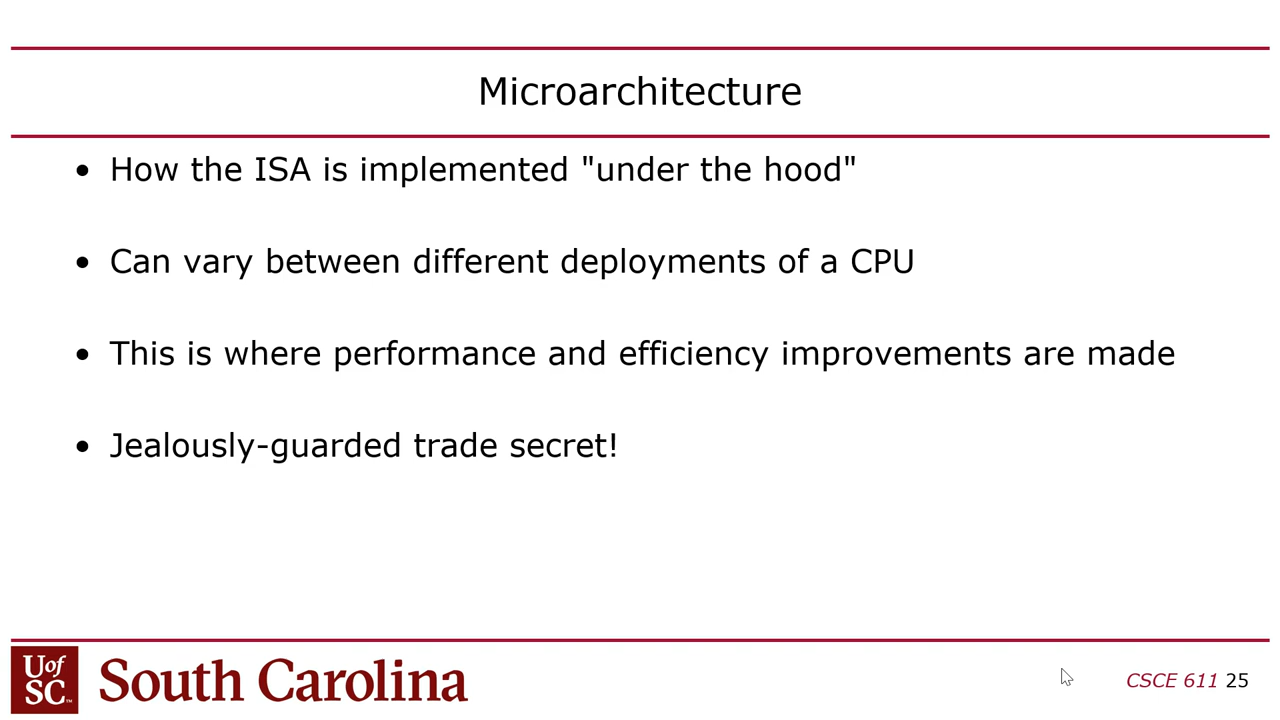 Microarchitecture
• How the ISA is implemented "under the hood"
• Can vary between different deployments of a CPU
• This is where performance and efficiency improvements are made
• Jealously-guarded trade secret!
U of
SC™
South Carolina
CSCE 611 25